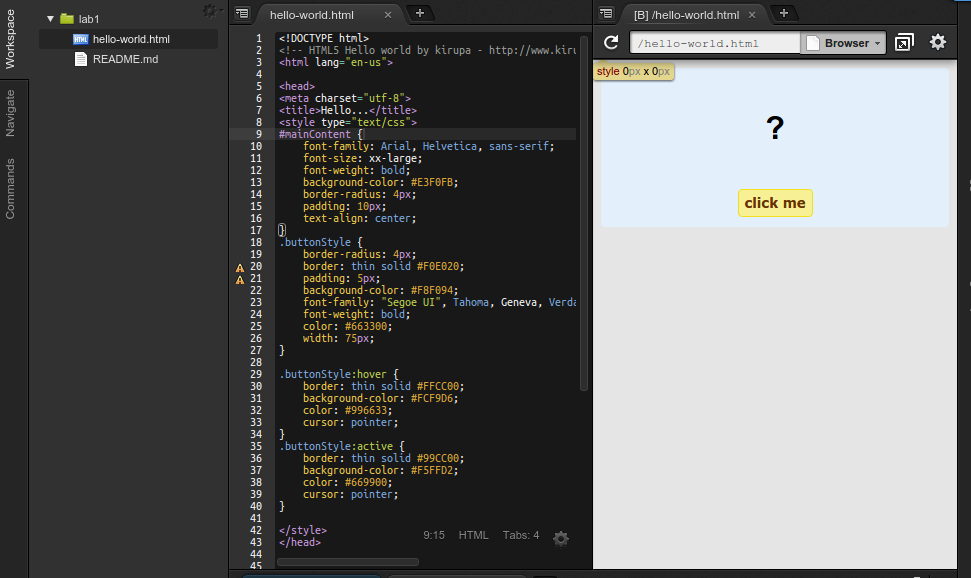 Workspace
Navigate
Commands
lab1
hello-world.html
README.md
hello-world.html
1 <!DOCTYPE html>
2 <!-- HTML5 Hello world by kirupa - http://www.kiru
3 <html lang="en-us">
4
5 <head>
6 <meta charset="utf-8">
7 <title>Hello...</title>
8 <style type="text/css">
9 #mainContent {
10 font-family: Arial, Helvetica, sans-serif;
11 font-size: xx-large;
12 font-weight: bold;
13 background-color: #E3F0FB;
14 border-radius: 4px;
15 padding: 10px;
16 text-align: center;
17 }
18 .buttonStyle {
19 border-radius: 4px;
20 border: thin solid #F0E020;
21 padding: 5px;
22 background-color: #F8F094;
23 font-family: "Segoe UI", Tahoma, Geneva, Verda
24 font-weight: bold;
25 color: #663300;
26 width: 75px;
27 }
28
29 .buttonStyle:hover {
30 border: thin solid #FFCC00;
31 background-color: #FCF9D6;
32 color: #996633;
33 cursor: pointer;
34 }
35 .buttonStyle:active {
36 border: thin solid #99CC00;
37 background-color: #F5FFD2;
38 color: #669900;
39 cursor: pointer;
40 }
41
42 </style>
43 </head>
44
45
9:15 HTML Tabs: 4
[B] /hello-world.html
/hello-world.html Browser
style 0px x 0px
?
click me